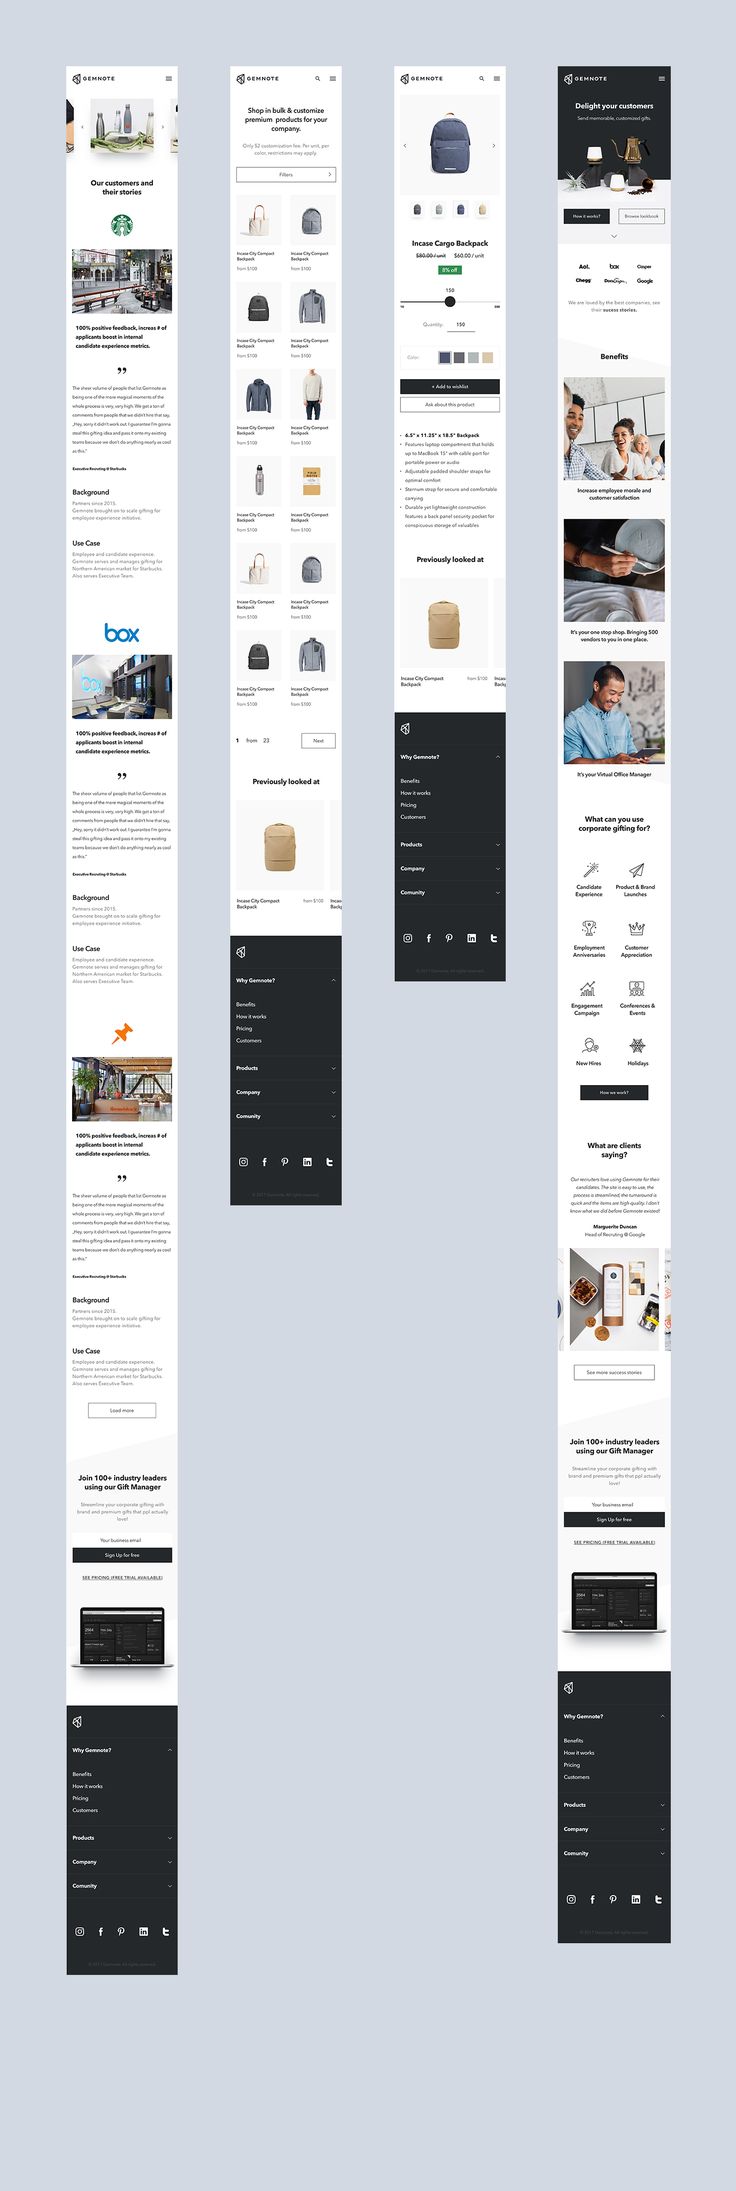 GEMNOTE
Our customers and
their stories
100% positive feedback, increas # of
applicants boost in internal
candidate experience metrics.
”
The sheer volume of people that list Gemnote as
being one of the more magical moments of the
whole process is very, very high. We get a ton of
comments from people that we didn't hire that say,
„Hey, sorry it didn't work out. I guarantee I'm gonna
steal this gifting idea and pass it onto my existing
teams because we don't do anything nearly as cool
as this."
Executive Recruting @ Starbucks
Background
Partners since 2015.
Gemnote brought on to scale gifting for
employee experience initiative.
Use Case
Employee and candidate experience.
Gemnote serves and manages gifting for
Northern American market for Starbucks.
Also serves Executive Team.
box
box
100% positive feedback, increas # of
applicants boost in internal
candidate experience metrics.
”
The sheer volume of people that list Gemnote as
being one of the more magical moments of the
whole process is very, very high. We get a ton of
comments from people that we didn't hire that say,
„Hey, sorry it didn't work out. I guarantee I'm gonna
steal this gifting idea and pass it onto my existing
teams because we don't do anything nearly as cool
as this."
Executive Recruting @ Starbucks
Background
Partners since 2015.
Gemnote brought on to scale gifting for
employee experience initiative.
Use Case
Employee and candidate experience.
Gemnote serves and manages gifting for
Northern American market for Starbucks.
Also serves Executive Team.
100% positive feedback, increas # of
applicants boost in internal
candidate experience metrics.
”
The sheer volume of people that list Gemnote as
being one of the more magical moments of the
whole process is very, very high. We get a ton of
comments from people that we didn't hire that say,
„Hey, sorry it didn't work out. I guarantee I'm gonna
steal this gifting idea and pass it onto my existing
teams because we don't do anything nearly as cool
as this."
Executive Recruting @ Starbucks
Background
Partners since 2015.
Gemnote brought on to scale gifting for
employee experience initiative.
Use Case
Employee and candidate experience.
Gemnote serves and manages gifting for
Northern American market for Starbucks.
Also serves Executive Team.
Load more
Join 100+ industry leaders
using our Gift Manager
Streamline your corporate gifting with
brand and premium gifts that ppl actually
love!
Your business email
Sign Up for free
SEE PRICING (FREE TRIAL AVAILABLE)
Why Gemnote?
Benefits
How it works
Pricing
Customers
Products
Company
Comunity
© 2017 Gemnote. All rights reserved.
GEMNOTE
Shop in bulk & customize
premium products for your
company.
Only $2 customization fee. Per unit, per
color, restrictions may apply.
Filters
Incase City Compact Backpack
from $100
Incase City Compact Backpack
from $100
Incase City Compact Backpack
from $100
Incase City Compact Backpack
from $100
Incase City Compact Backpack
from $100
Incase City Compact Backpack
from $100
FIELD NOTES
Incase City Compact Backpack
from $100
Incase City Compact Backpack
from $100
Incase City Compact Backpack
from $100
Incase City Compact Backpack
from $100
Incase City Compact Backpack
from $100
Incase City Compact Backpack
from $100
1 from 23
Next
Previously looked at
Incase City Compact
Backpack
from $100
Why Gemnote?
Benefits
How it works
Pricing
Customers
Products
Company
Comunity
© 2017 Gemnote. All rights reserved.
GEMNOTE
Incase Cargo Backpack
$80.00 / unit $60.00 / unit
8% off
150
10 500
Quantity: 150
Color:
+ Add to wishlist
Ask about this product
• 6.5" x 11.25" x 18.5" Backpack
• Features laptop compartment that holds
up to MacBook 15" with cable port for
portable power or audio
• Adjustable padded shoulder straps for
optimal comfort
• Sternum strap for secure and comfortable
carrying
• Durable yet lightweight construction
features a back panel security pocket for
conspicuous storage of valuables
Previously looked at
Incase City Compact
Backpack
from $100
Why Gemnote?
Benefits
How it works
Pricing
Customers
Products
Company
Comunity
© 2017 Gemnote. All rights reserved.
GEMNOTE
Delight your customers
Send memorable, customized gifts.
How it works?
Browse lookbook
Aol. box Casper
Chegg DocuSign Google
We are loved by the best companies, see
their sucess stories.
Benefits
Increase employee morale and
customer satisfaction
It's your one stop shop. Bringing 500
vendors to you in one place.
It's your Virtual Office Manager
What can you use
corporate gifting for?
Candidate
Experience
Product & Brand
Launches
Employment
Anniversaries
Customer
Appreciation
Engagement
Campaign
Conferences &
Events
New Hires
Holidays
How we work?
What are clients
saying?
Our recruiters love using Gemnote for their
candidates. The site is easy to use, the
process is streamlined, the turnaround is
quick and the items are high quality. I don't
know what we did before Gemnote existed!
Marguerite Duncan
Head of Recruting @ Google
See more success stories
Join 100+ industry leaders
using our Gift Manager
Streamline your corporate gifting with
brand and premium gifts that ppl actually
love!
Your business email
Sign Up for free
SEE PRICING (FREE TRIAL AVAILABLE)
Why Gemnote?
Benefits
How it works
Pricing
Customers
Products
Company
Comunity
© 2017 Gemnote. All rights reserved.